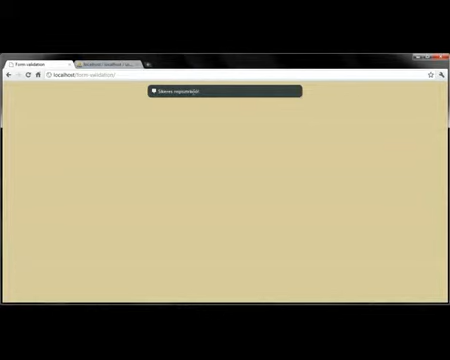 Form validation
localhost/form-validation/
Sikeres regisztráció!